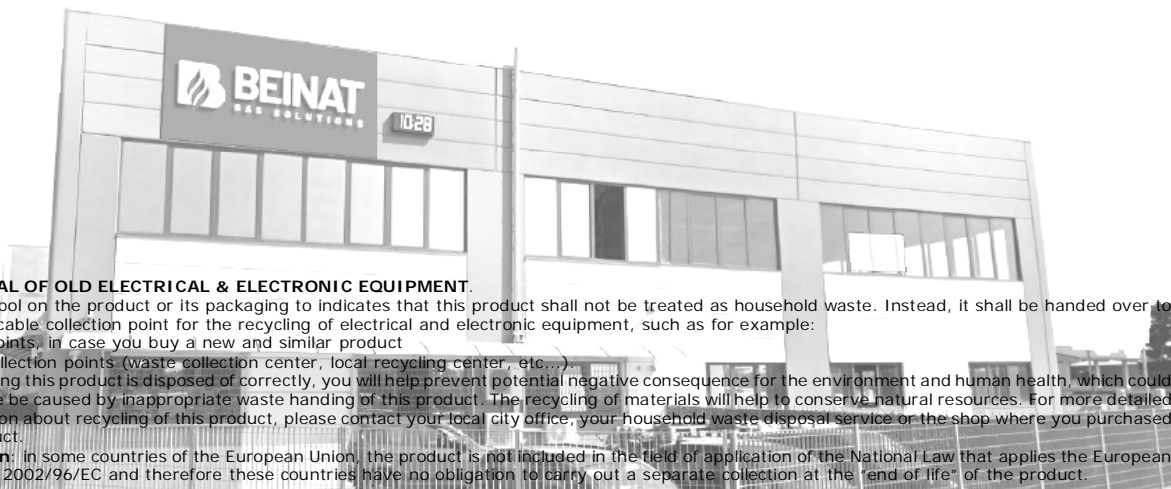 BEINAT
GAS SOLUTIONS
10:28
AL OF OLD ELECTRICAL & ELECTRONIC EQUIPMENT.
bol on the product or its packaging to indicates that this product shall not be treated as household waste. Instead, it shall be handed over to
cable collection point for the recycling of electrical and electronic equipment, such as for example:
oints, in case you buy a new and similar product
llection points (waste collection center, local recycling center, etc...).
ing this product is disposed of correctly, you will help prevent potential negative consequence for the environment and human health, which could
e be caused by inappropriate waste handing of this product. The recycling of materials will help to conserve natural resources. For more detailed
on about recycling of this product, please contact your local city office, your household waste disposal service or the shop where you purchased
uct.
n: in some countries of the European Union, the product is not included in the field of application of the National Law that applies the European
2002/96/EC and therefore these countries have no obligation to carry out a separate collection at the "end of life" of the product.